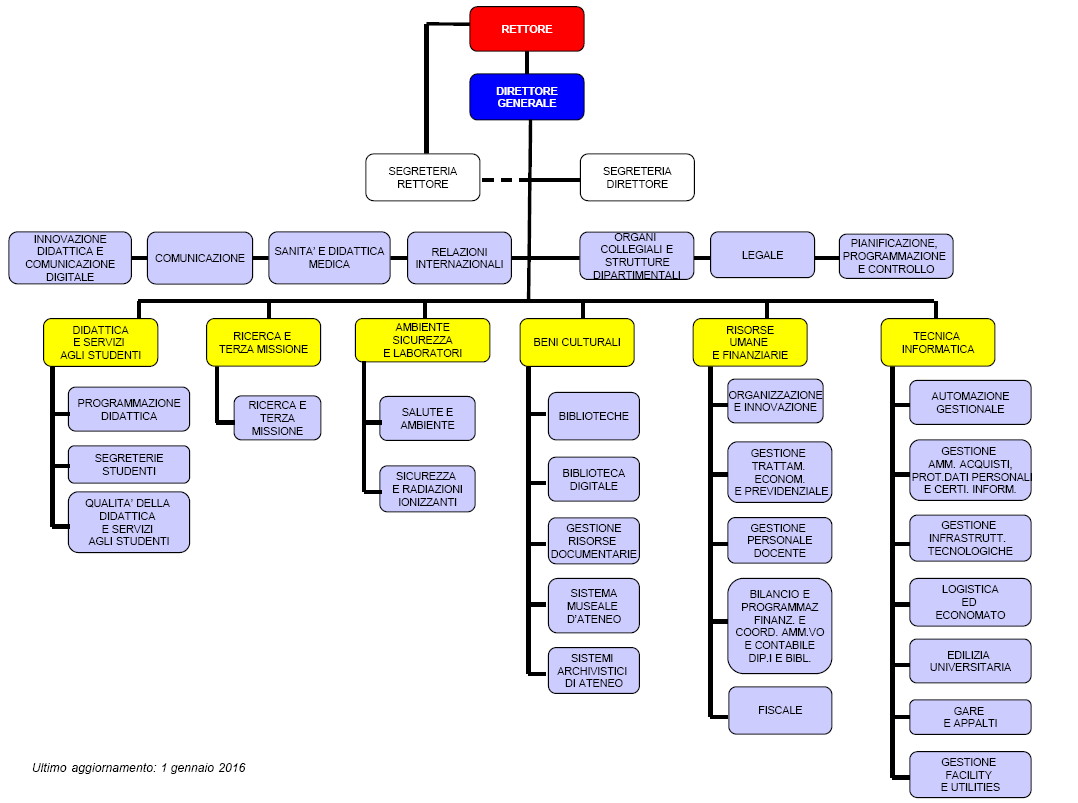 RETTORE
DIRETTORE
GENERALE
SEGRETERIA
RETTORE
SEGRETERIA
DIRETTORE
INNOVAZIONE
DIDATTICA E
COMUNICAZIONE
DIGITALE
COMUNICAZIONE
SANITA' E DIDATTICA
MEDICA
RELAZIONI
INTERNAZIONALI
ORGANI
COLLEGIALI E
STRUTTURE
DIPARTIMENTALI
LEGALE
PIANIFICAZIONE,
PROGRAMMAZIONE
E CONTROLLO
DIDATTICA
E SERVIZI
AGLI STUDENTI
PROGRAMMAZIONE
DIDATTICA
SEGRETERIE
STUDENTI
QUALITA' DELLA
DIDATTICA
E SERVIZI
AGLI STUDENTI
RICERCA E
TERZA MISSIONE
RICERCA E
TERZA
MISSIONE
AMBIENTE
SICUREZZA
E LABORATORI
SALUTE E
AMBIENTE
SICUREZZA
E RADIAZIONI
IONIZZANTI
BENI CULTURALI
BIBLIOTECHE
BIBLIOTECA
DIGITALE
GESTIONE
RISORSE
DOCUMENTARIE
SISTEMA
MUSEALE
D'ATENEO
SISTEMI
ARCHIVISTICI
DI ATENEO
RISORSE
UMANE
E FINANZIARIE
ORGANIZZAZIONE
E INNOVAZIONE
GESTIONE
TRATTAM.
ECONOM.
E PREVIDENZIALE
GESTIONE
PERSONALE
DOCENTE
BILANCIO E
PROGRAMMAZ
FINANZ. E
COORD. AMM.VO
E CONTABILE
DIP.I E BIBL.
FISCALE
TECNICA
INFORMATICA
AUTOMAZIONE
GESTIONALE
GESTIONE
AMM. ACQUISTI,
PROT.DATI PERSONALI
E CERTI. INFORM.
GESTIONE
INFRASTRUTT.
TECNOLOGICHE
LOGISTICA
ED
ECONOMATO
EDILIZIA
UNIVERSITARIA
GARE
E APPALTI
GESTIONE
FACILITY
E UTILITIES
Ultimo aggiornamento: 1 gennaio 2016